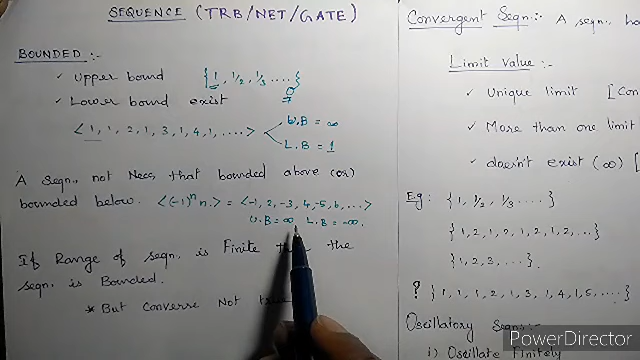 SEQUENCE (TRB/NET/GATE)
BOUNDED :-
✓ Upper bound {1, 1/2, 1/3 ....}
0
✓ Lower bound exist
U.B = ∞
< 1, 1, 2, 1, 3, 1, 4, 1, ....>
L.B = 1
A Seqn., not Necc, that bounded above (or)
bounded below. <(-1)ⁿ n.> = <-1, 2, -3, 4, -5, 6, ...>
U.B = ∞ L.B = -∞.
If Range of seqn. is Finite the
seqn. is Bounded.
* But Converse Not
Convergent Seqn:- A seqn.
Limit value :-
✓ Unique limit [Con
✓ More than one limit
✓ doesn't exist (∞) [
E.g: {1, 1/2, 1/3 ....}
{1, 2, 1, 2, 1, 2, 1, 2, ...}
{1, 2, 3, ....}
? {1, 1, 1, 2, 1, 3, 1, 4, 1, 5, .....}
Oscillatory Seqns:-
i) Oscillate Finitely
PowerDirector